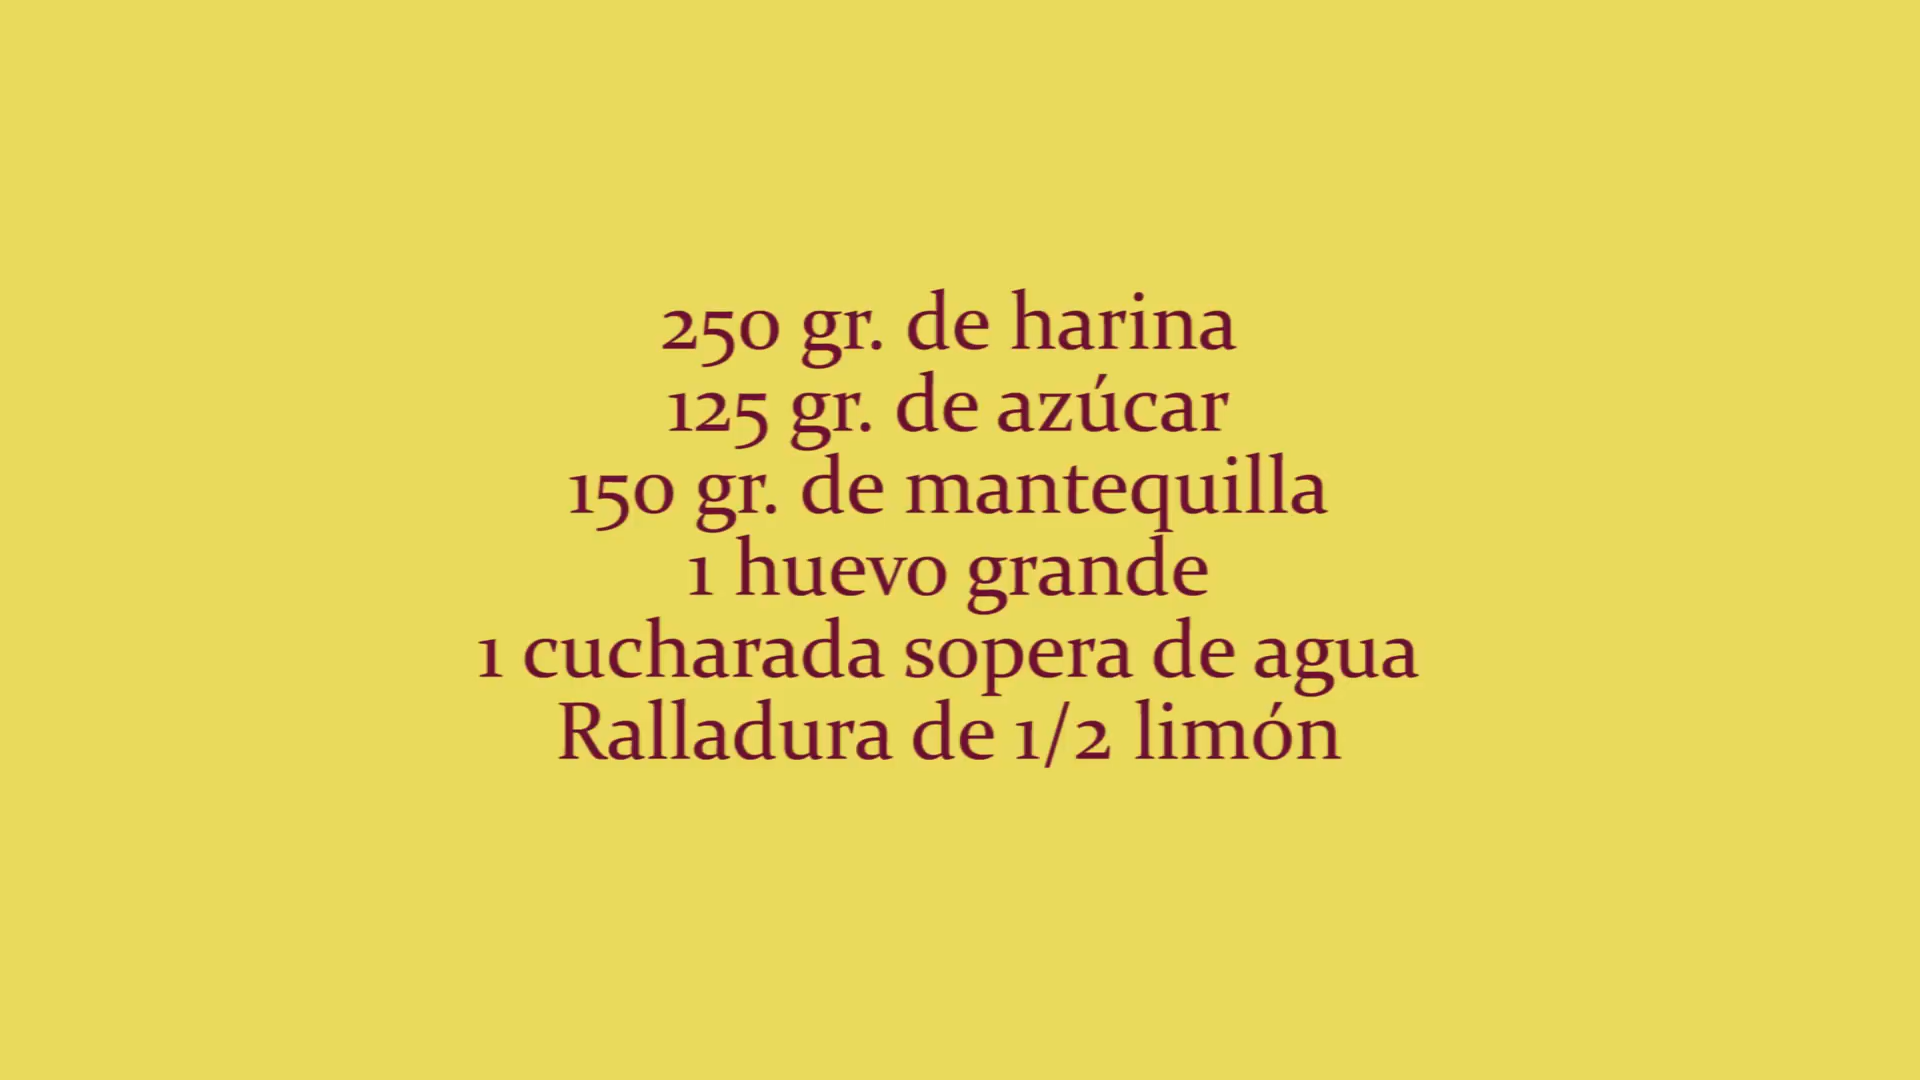 250 gr. de harina
125 gr. de azúcar
150 gr. de mantequilla
1 huevo grande
1 cucharada sopera de agua
Ralladura de 1/2 limón